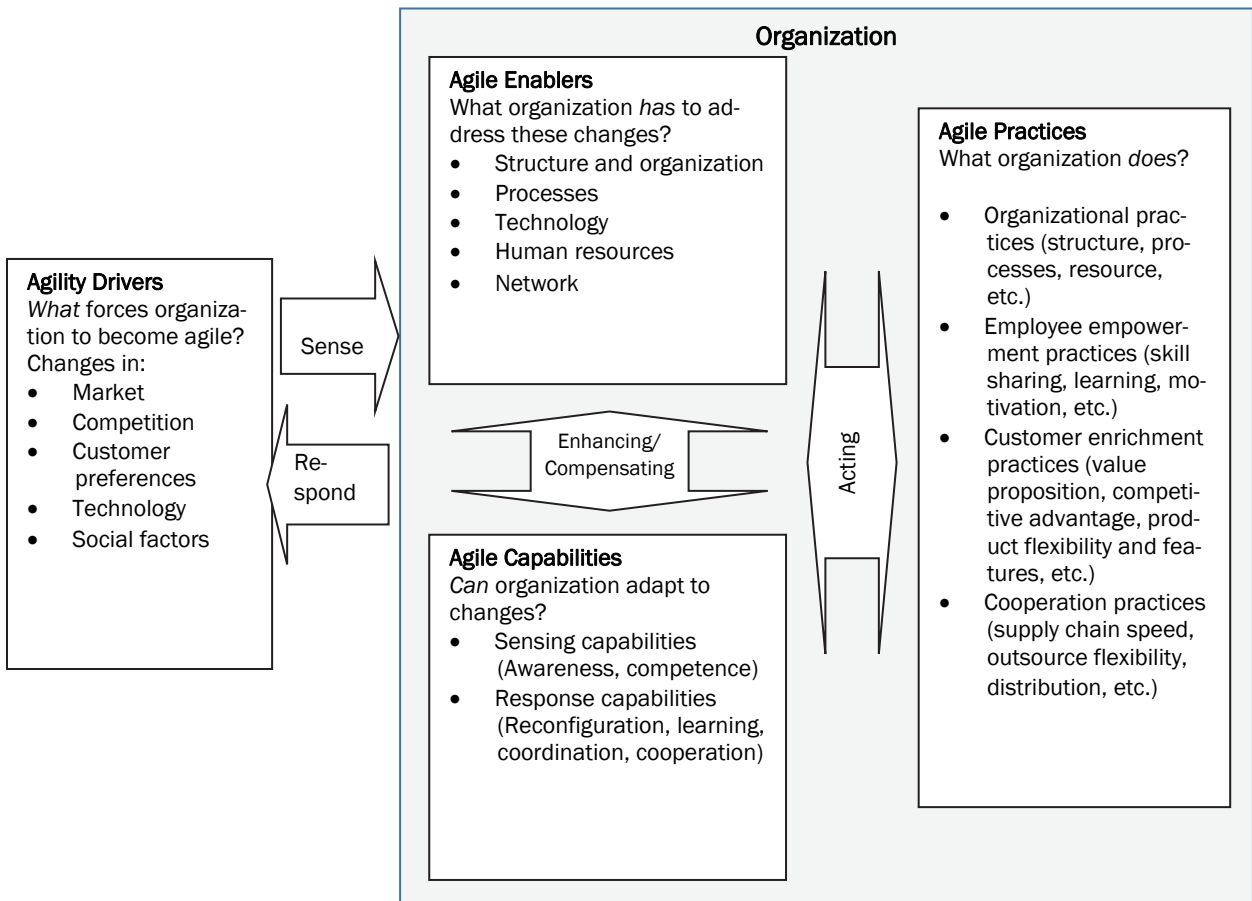 Organization
Agility Drivers
What forces organiza-
tion to become agile?
Changes in:
• Market
• Competition
• Customer
preferences
• Technology
• Social factors
Sense
Re-
spond
Agile Enablers
What organization has to ad-
dress these changes?
• Structure and organization
• Processes
• Technology
• Human resources
• Network
Enhancing/
Compensating
Agile Capabilities
Can organization adapt to
changes?
• Sensing capabilities
(Awareness, competence)
• Response capabilities
(Reconfiguration, learning,
coordination, cooperation)
Acting
Agile Practices
What organization does?
• Organizational prac-
tices (structure, pro-
cesses, resource,
etc.)
• Employee empower-
ment practices (skill
sharing, learning, mo-
tivation, etc.)
• Customer enrichment
practices (value
proposition, competi-
tive advantage, prod-
uct flexibility and fea-
tures, etc.)
• Cooperation practices
(supply chain speed,
outsource flexibility,
distribution, etc.)